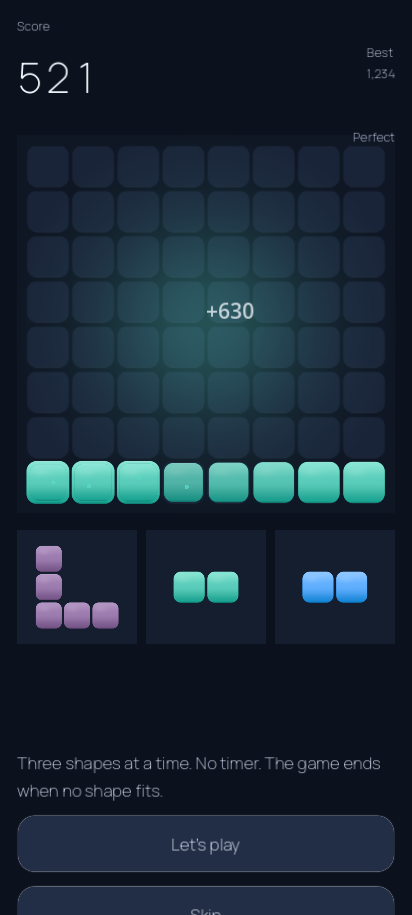 Score
521
Best
1,234
Perfect
+630
Three shapes at a time. No timer. The game ends
when no shape fits.
Let's play
Skip